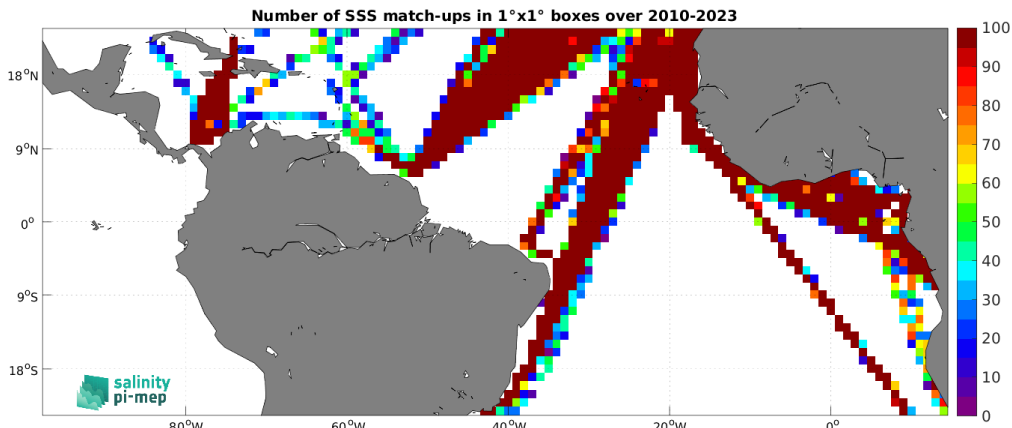 Number of SSS match-ups in 1°x1° boxes over 2010-2023
18°N
9°N
0°
9°S
18°S
80°W
60°W
40°W
20°W
0°
100
90
80
70
60
50
40
30
20
10
0
salinity
pi-mep